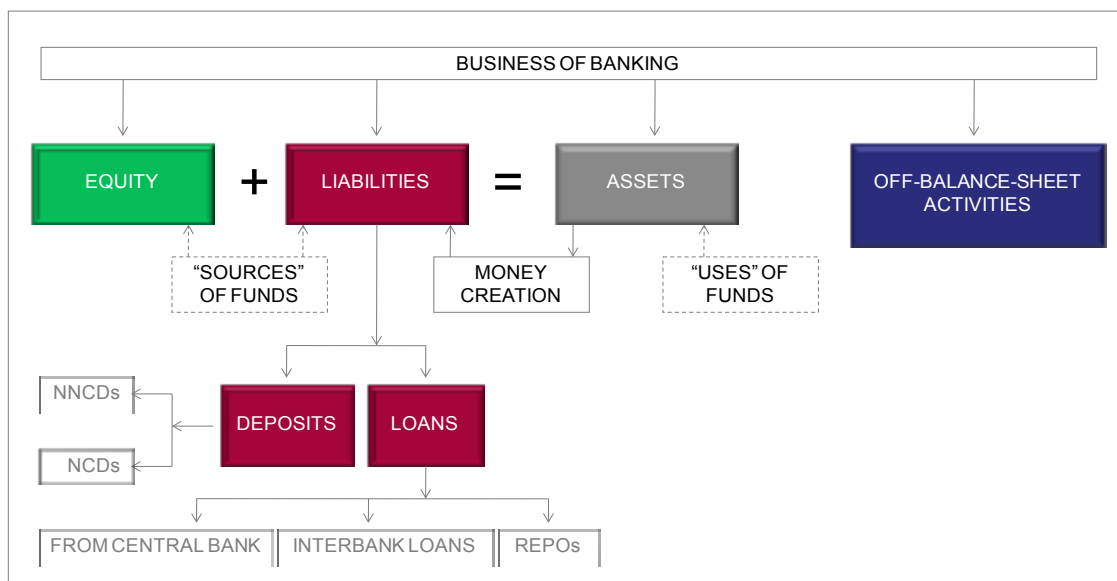 BUSINESS OF BANKING
EQUITY
+
LIABILITIES
=
ASSETS
OFF-BALANCE-SHEET
ACTIVITIES
“SOURCES”
OF FUNDS
MONEY
CREATION
“USES” OF
FUNDS
NNCDs
NCDs
DEPOSITS
LOANS
FROM CENTRAL BANK
INTERBANK LOANS
REPOs